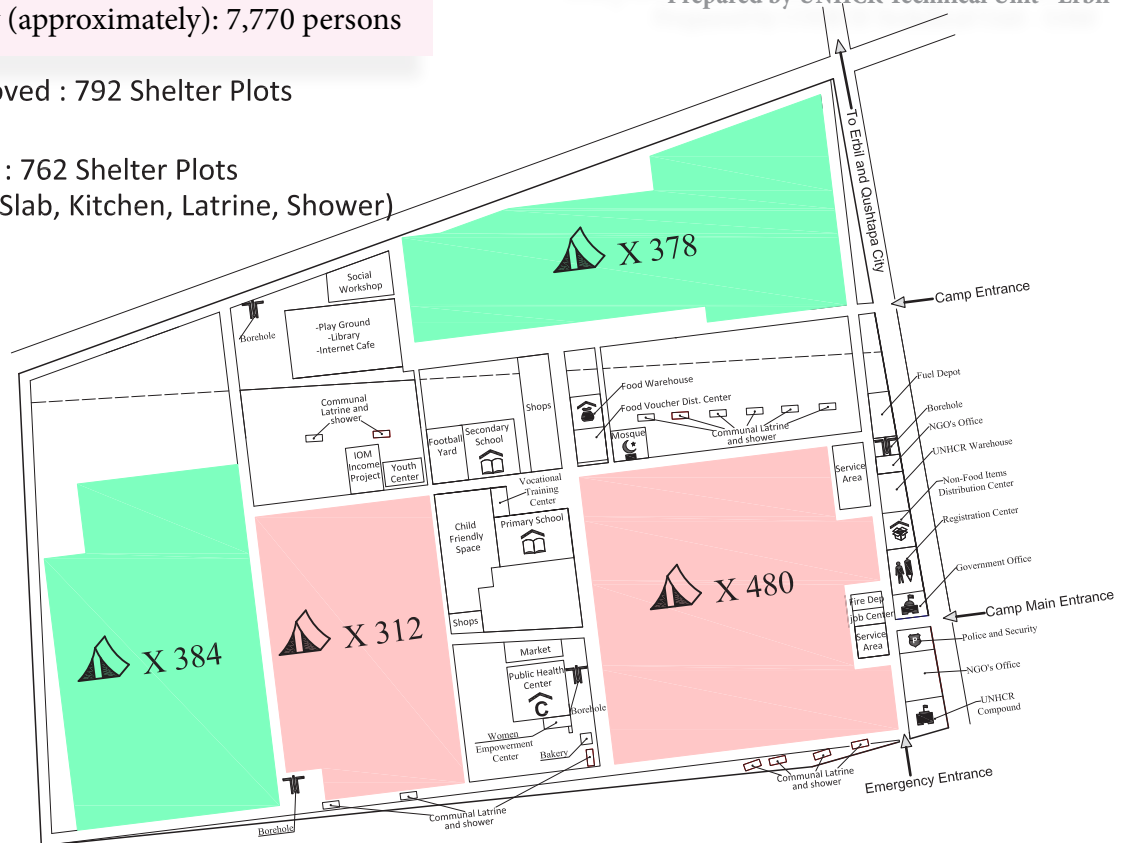 (approximately): 7,770 persons
Prepared by UNHCR Technical Unit - Erbil
: 792 Shelter Plots
: 762 Shelter Plots
Slab, Kitchen, Latrine, Shower)
To Erbil and Qushtapa City
X 378
Camp Entrance
Social
Workshop
Borehole
-Play Ground
-Library
-Internet Cafe
Communal
Latrine and
shower
IOM
Income
Project
Youth
Center
Football
Yard
Secondary
School
Shops
Food Warehouse
Food Voucher Dist. Center
Mosque
Communal Latrine
and shower
Service
Area
Fuel Depot
Borehole
NGO's Office
UNHCR Warehouse
Non-Food Items
Distribution Center
Registration Center
Government Office
Camp Main Entrance
Police and Security
NGO's Office
UNHCR
Compound
Vocational
Training
Center
Child
Friendly
Space
Primary School
Shops
X 384
X 312
X 480
Fire Dep
job Center
Service
Area
Market
Public Health
Center
C
Borehole
Women
Empowerment
Center
Bakery
Communal Latrine
and shower
Emergency Entrance
Communal Latrine
and shower
Borehole